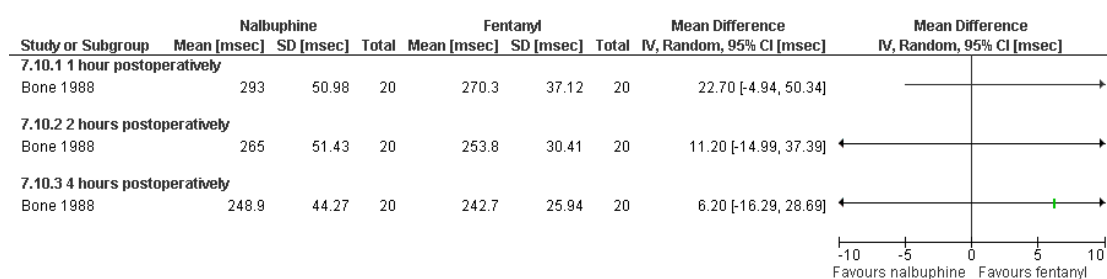 Nalbuphine Fentanyl Mean Difference Mean Difference
Study or Subgroup Mean [msec] SD [msec] Total Mean [msec] SD [msec] Total IV, Random, 95% CI [msec] IV, Random, 95% CI [msec]
7.10.1 1 hour postoperatively
Bone 1988 293 50.98 20 270.3 37.12 20 22.70 [-4.94, 50.34]
7.10.2 2 hours postoperatively
Bone 1988 265 51.43 20 253.8 30.41 20 11.20 [-14.99, 37.39]
7.10.3 4 hours postoperatively
Bone 1988 248.9 44.27 20 242.7 25.94 20 6.20 [-16.29, 28.69]
-10 -5 0 5 10
Favours nalbuphine Favours fentanyl